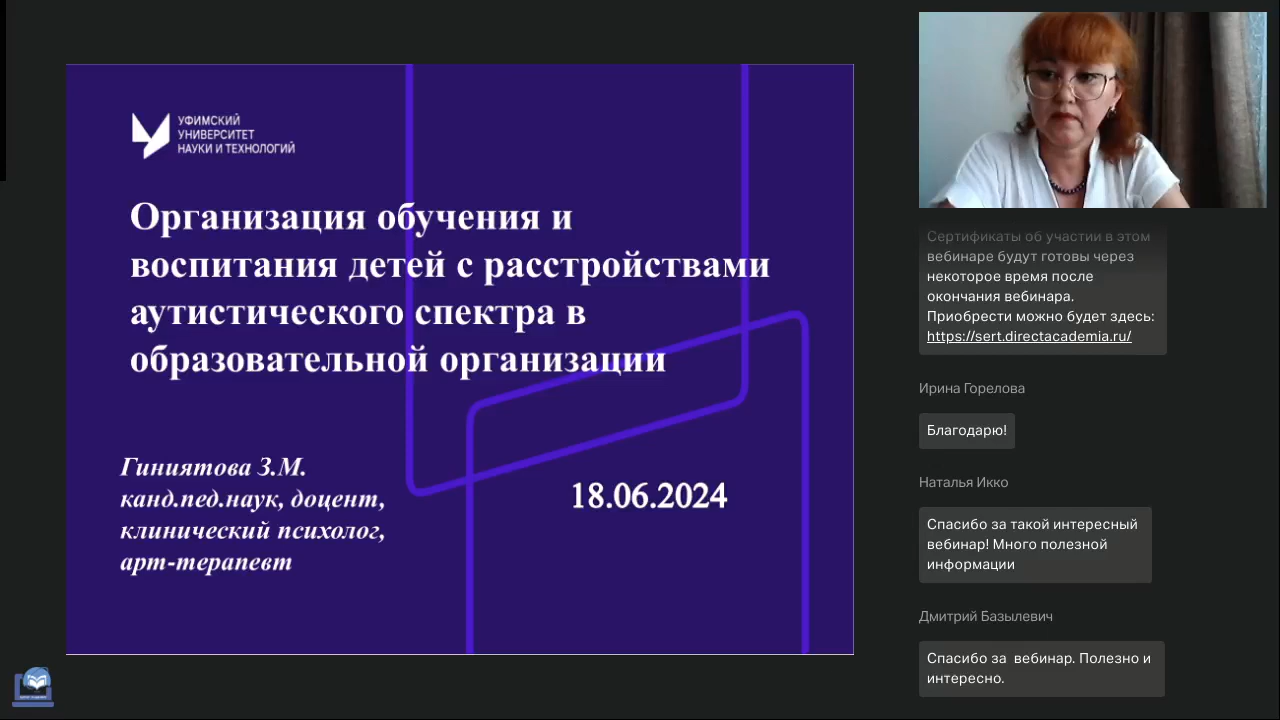 УФИМСКИЙ
УНИВЕРСИТЕТ
НАУКИ И ТЕХНОЛОГИЙ
Организация обучения и
воспитания детей с расстройствами
аутистического спектра в
образовательной организации
Гиниятова З.М.
канд.пед.наук, доцент,
клинический психолог,
арт-терапевт
18.06.2024
Сертификаты об участии в этом
вебинаре будут готовы через
некоторое время после
окончания вебинара.
Приобрести можно будет здесь:
https://sert.directacademia.ru/
Ирина Горелова
Благодарю!
Наталья Икко
Спасибо за такой интересный
вебинар! Много полезной
информации
Дмитрий Базылевич
Спасибо за  вебинар. Полезно и
интересно.